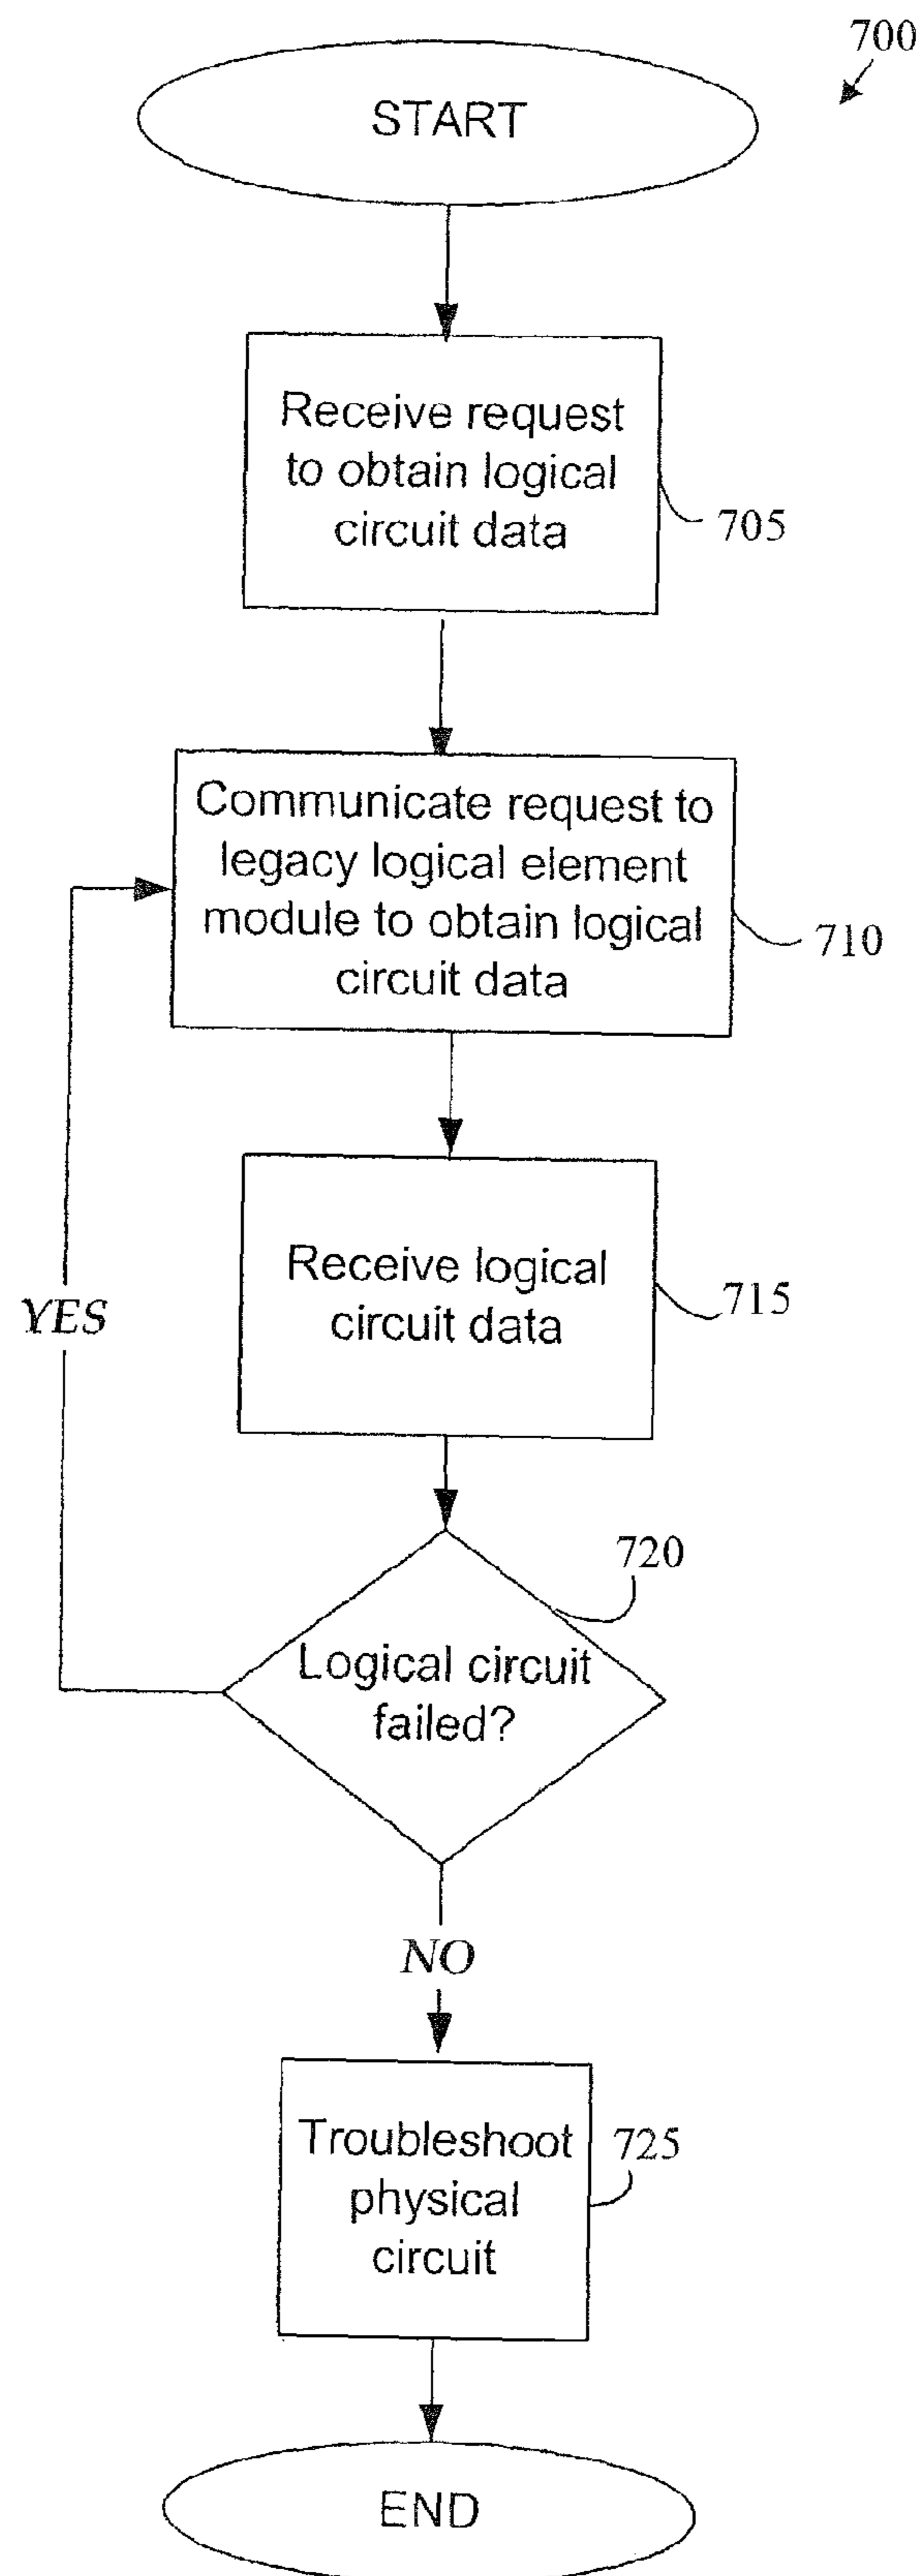 700
START
Receive request
to obtain logical
circuit data
705
Communicate request to
legacy logical element
module to obtain logical
circuit data
710
Receive logical
circuit data
715
YES
720
Logical circuit
failed?
NO
Troubleshoot
physical
circuit
725
END